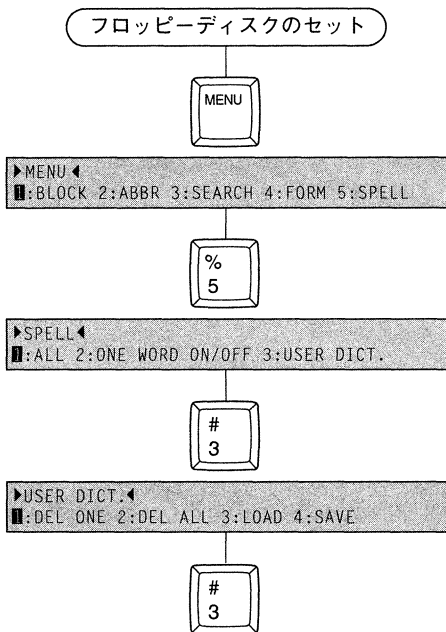 フロッピーディスクのセット
MENU
▶MENU◀
1:BLOCK 2:ABBR 3:SEARCH 4:FORM 5:SPELL
%
5
▶SPELL◀
1:ALL 2:ONE WORD ON/OFF 3:USER DICT.
#
3
▶USER DICT.◀
1:DEL ONE 2:DEL ALL 3:LOAD 4:SAVE
#
3